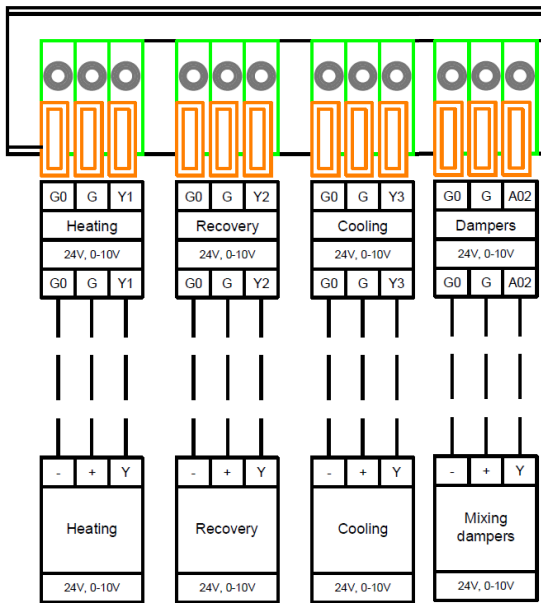 G0 G Y1 G0 G Y2 G0 G Y3 G0 G A02
Heating Recovery Cooling Dampers
24V, 0-10V 24V, 0-10V 24V, 0-10V 24V, 0-10V
G0 G Y1 G0 G Y2 G0 G Y3 G0 G A02
- + Y - + Y - + Y - + Y
Heating Recovery Cooling Mixing
dampers
24V, 0-10V 24V, 0-10V 24V, 0-10V 24V, 0-10V